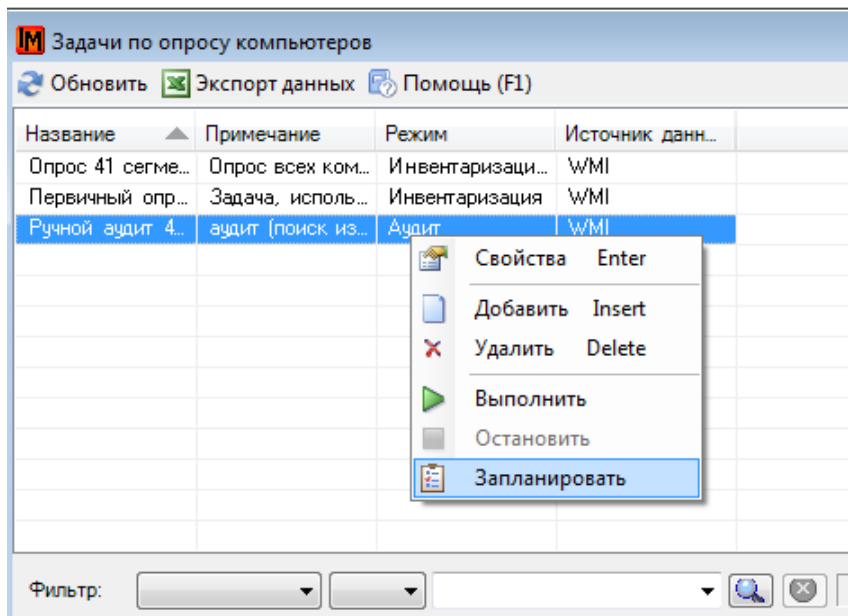 IM Задачи по опросу компьютеров
Обновить Экспорт данных Помощь (F1)
Название Примечание Режим Источник данн...
Опрос 41 сегме... Опрос всех ком... Инвентаризаци... WMI
Первичный опр... Задача, исполь... Инвентаризация WMI
Ручной аудит 4... аудит (поиск из... Аудит WMI
Свойства Enter
Добавить Insert
Удалить Delete
Выполнить
Остановить
Запланировать
Фильтр: